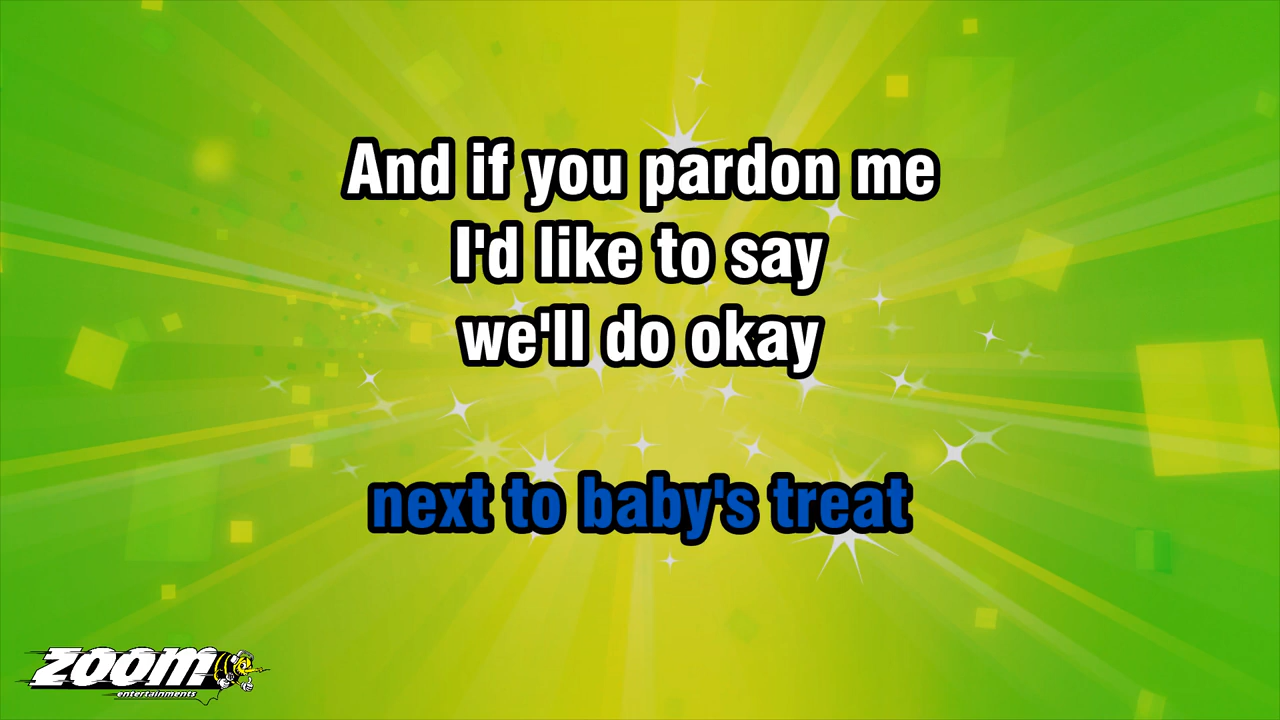 And if you pardon me
I'd like to say
we'll do okay
next to baby's treat
ZOOM
entertainments